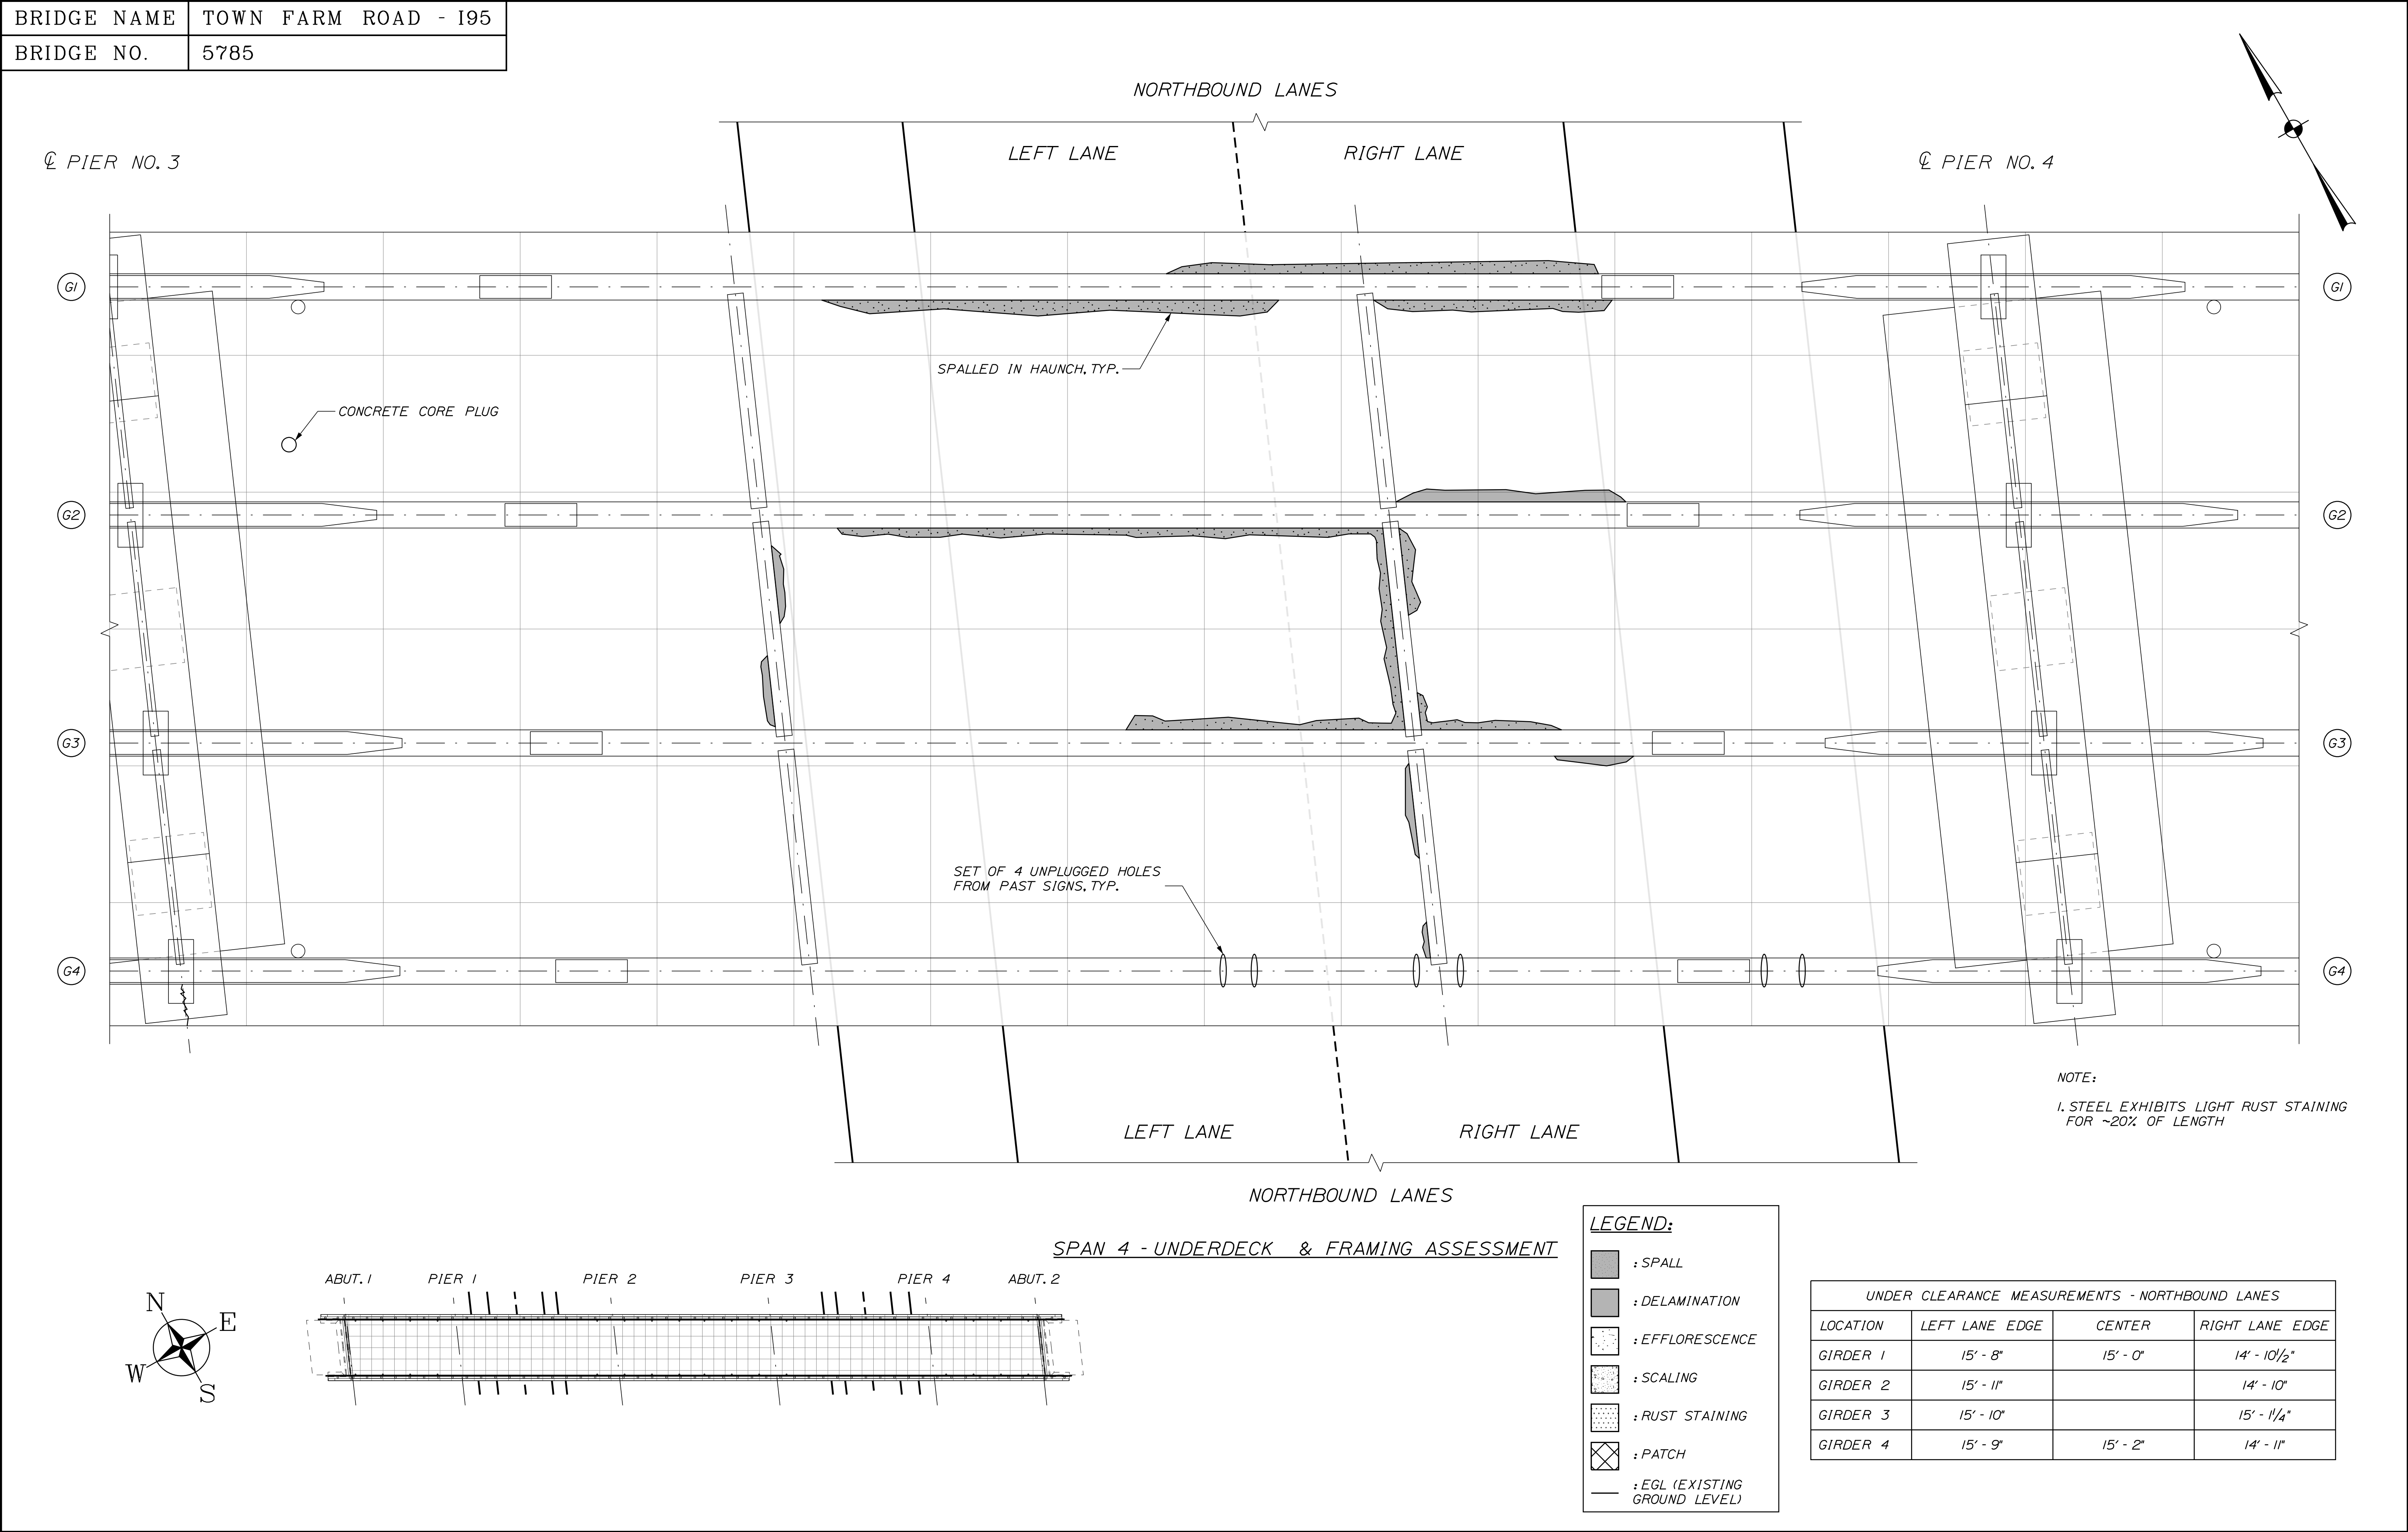 BRIDGE NAME TOWN FARM ROAD - I95
BRIDGE NO. 5785
NORTHBOUND LANES
LEFT LANE RIGHT LANE
℄ PIER NO. 3 ℄ PIER NO. 4
G1 G1
SPALLED IN HAUNCH, TYP.
CONCRETE CORE PLUG
G2 G2
G3 G3
SET OF 4 UNPLUGGED HOLES
FROM PAST SIGNS, TYP.
G4 G4
NOTE:
1. STEEL EXHIBITS LIGHT RUST STAINING
FOR ~20% OF LENGTH
LEFT LANE RIGHT LANE
NORTHBOUND LANES
SPAN 4 - UNDERDECK & FRAMING ASSESSMENT
ABUT. 1 PIER 1 PIER 2 PIER 3 PIER 4 ABUT. 2
N
E
W
S
LEGEND:
: SPALL
: DELAMINATION
: EFFLORESCENCE
: SCALING
: RUST STAINING
: PATCH
: EGL (EXISTING
GROUND LEVEL)
UNDER CLEARANCE MEASUREMENTS - NORTHBOUND LANES
LOCATION LEFT LANE EDGE CENTER RIGHT LANE EDGE
GIRDER 1 15' - 8" 15' - 0" 14' - 10 1/2"
GIRDER 2 15' - 11" 14' - 10"
GIRDER 3 15' - 10" 15' - 1 1/4"
GIRDER 4 15' - 9" 15' - 2" 14' - 11"